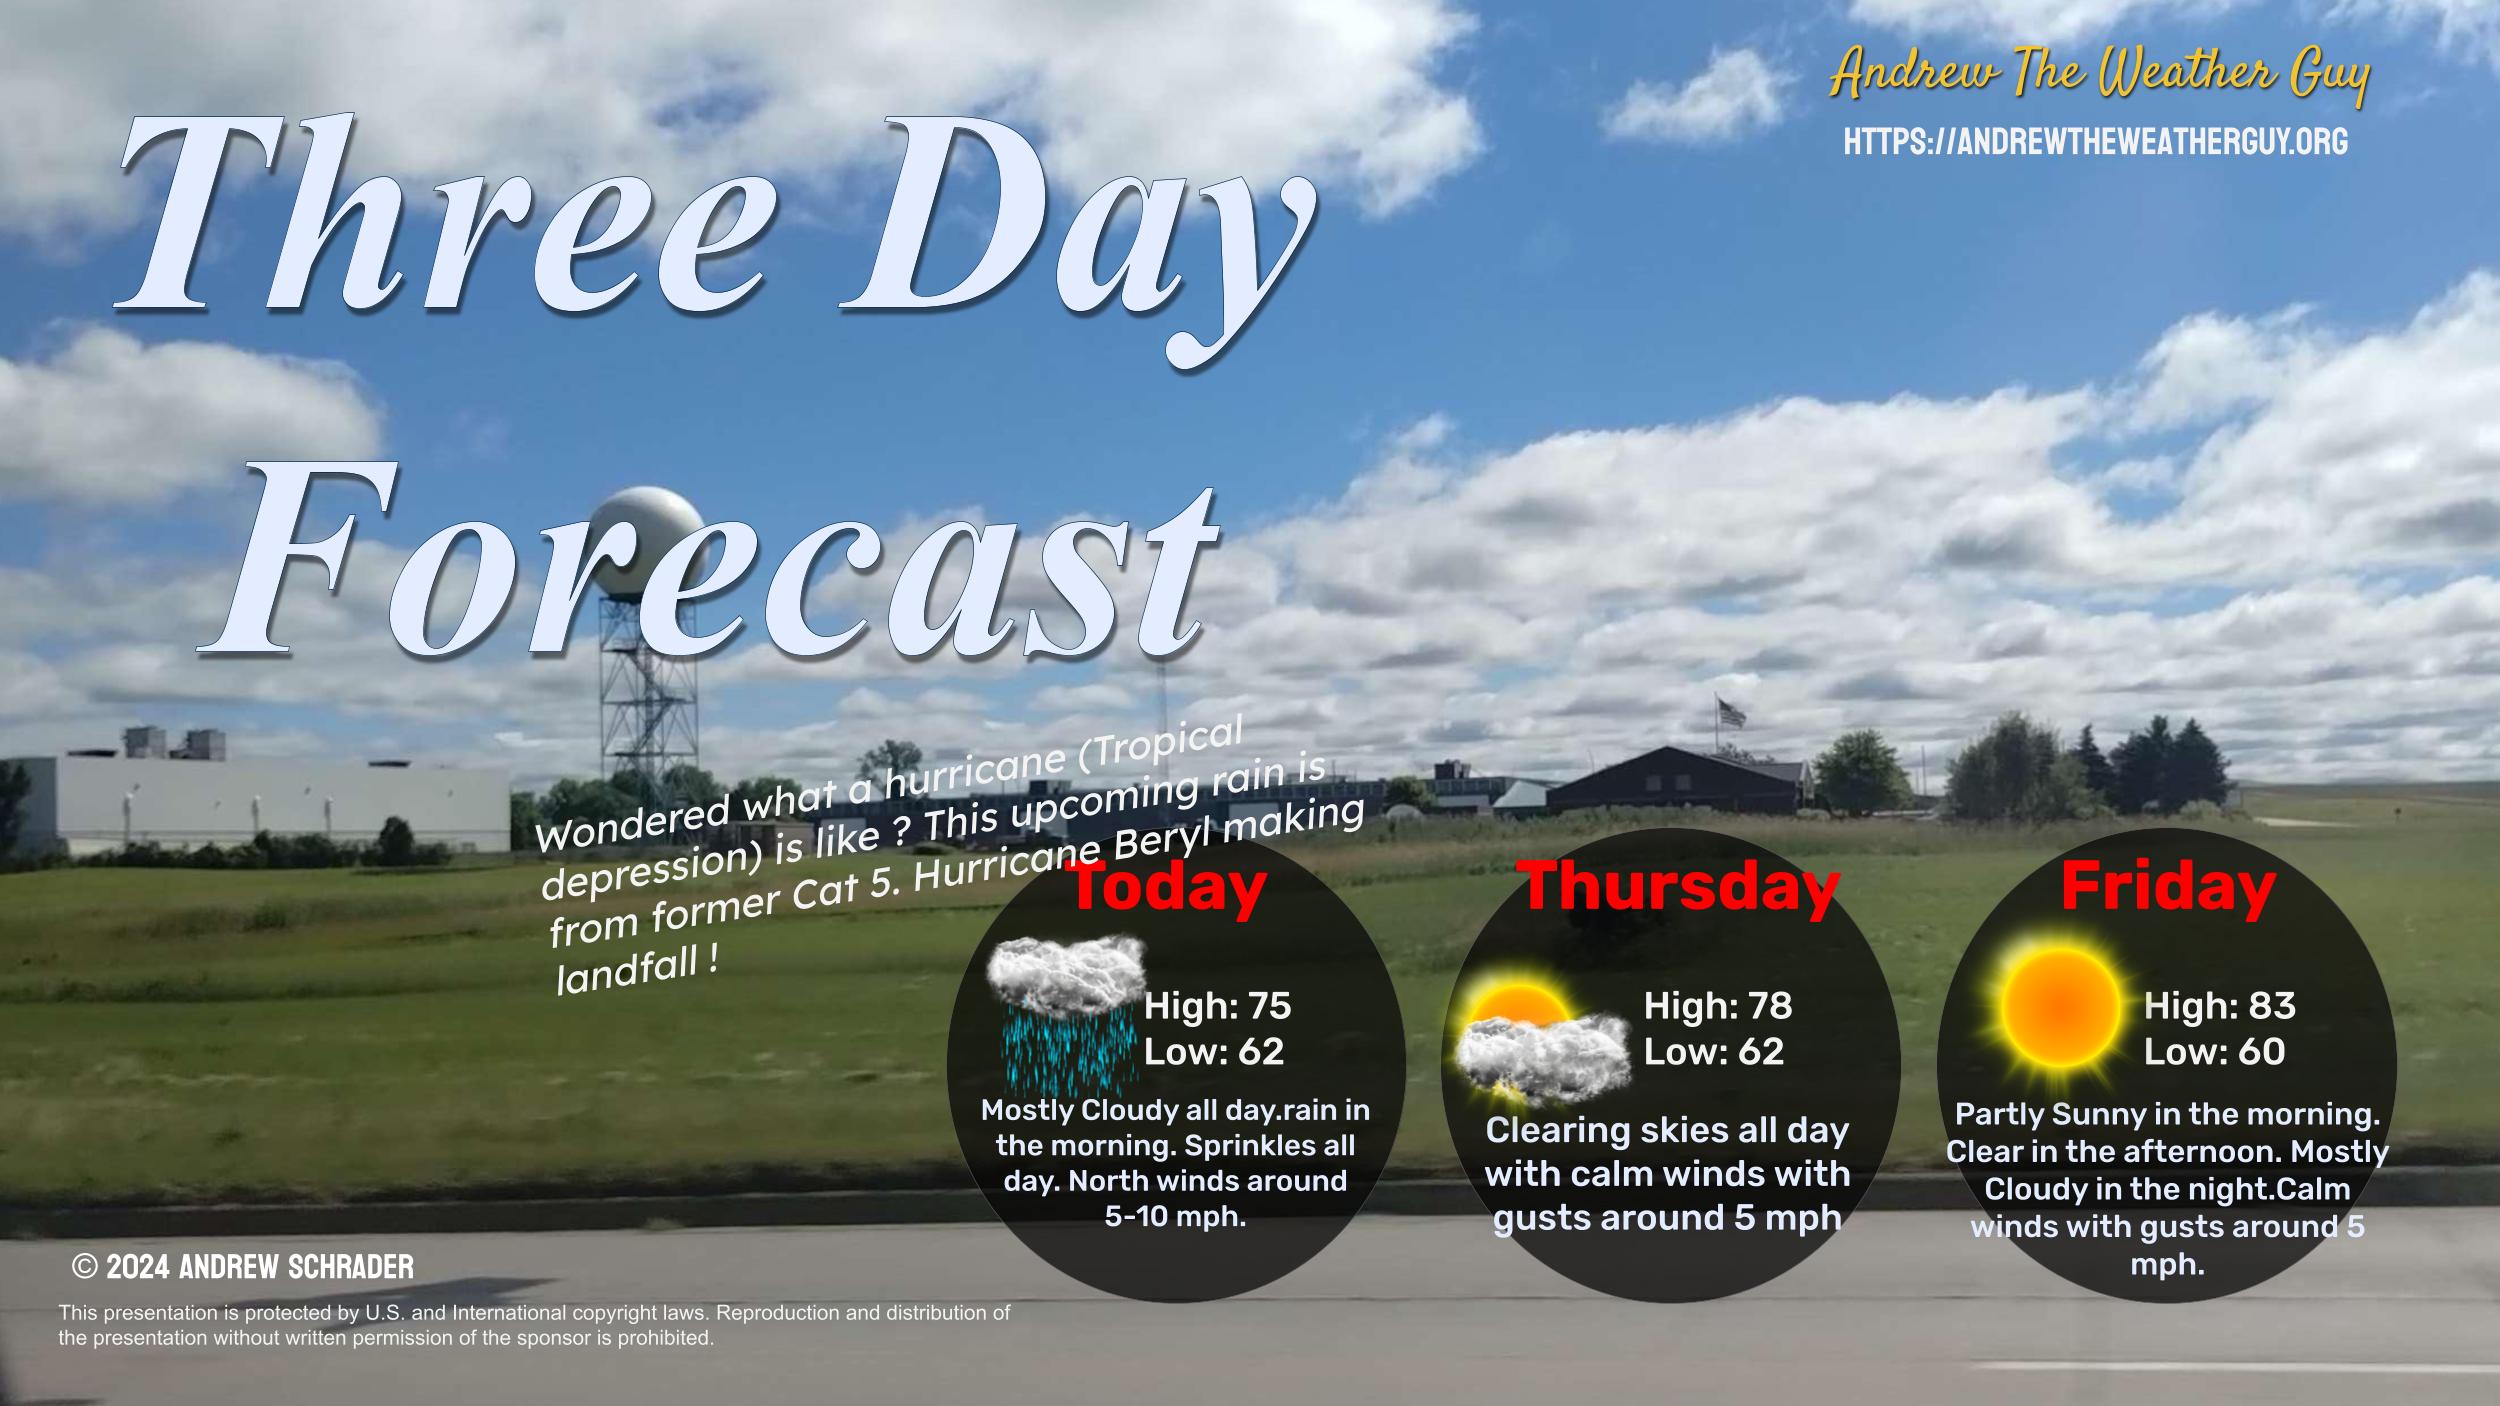 Andrew The Weather Guy
HTTPS://ANDREWTHEWEATHERGUY.ORG
Three Day
Forecast
Wondered what a hurricane (Tropical
depression) is like ? This upcoming rain is
from former Cat 5. Hurricane Beryl making
landfall !
Today
High: 75
Low: 62
Mostly Cloudy all day.rain in
the morning. Sprinkles all
day. North winds around
5-10 mph.
Thursday
High: 78
Low: 62
Clearing skies all day
with calm winds with
gusts around 5 mph
Friday
High: 83
Low: 60
Partly Sunny in the morning.
Clear in the afternoon. Mostly
Cloudy in the night.Calm
winds with gusts around 5
mph.
© 2024 ANDREW SCHRADER
This presentation is protected by U.S. and International copyright laws. Reproduction and distribution of
the presentation without written permission of the sponsor is prohibited.